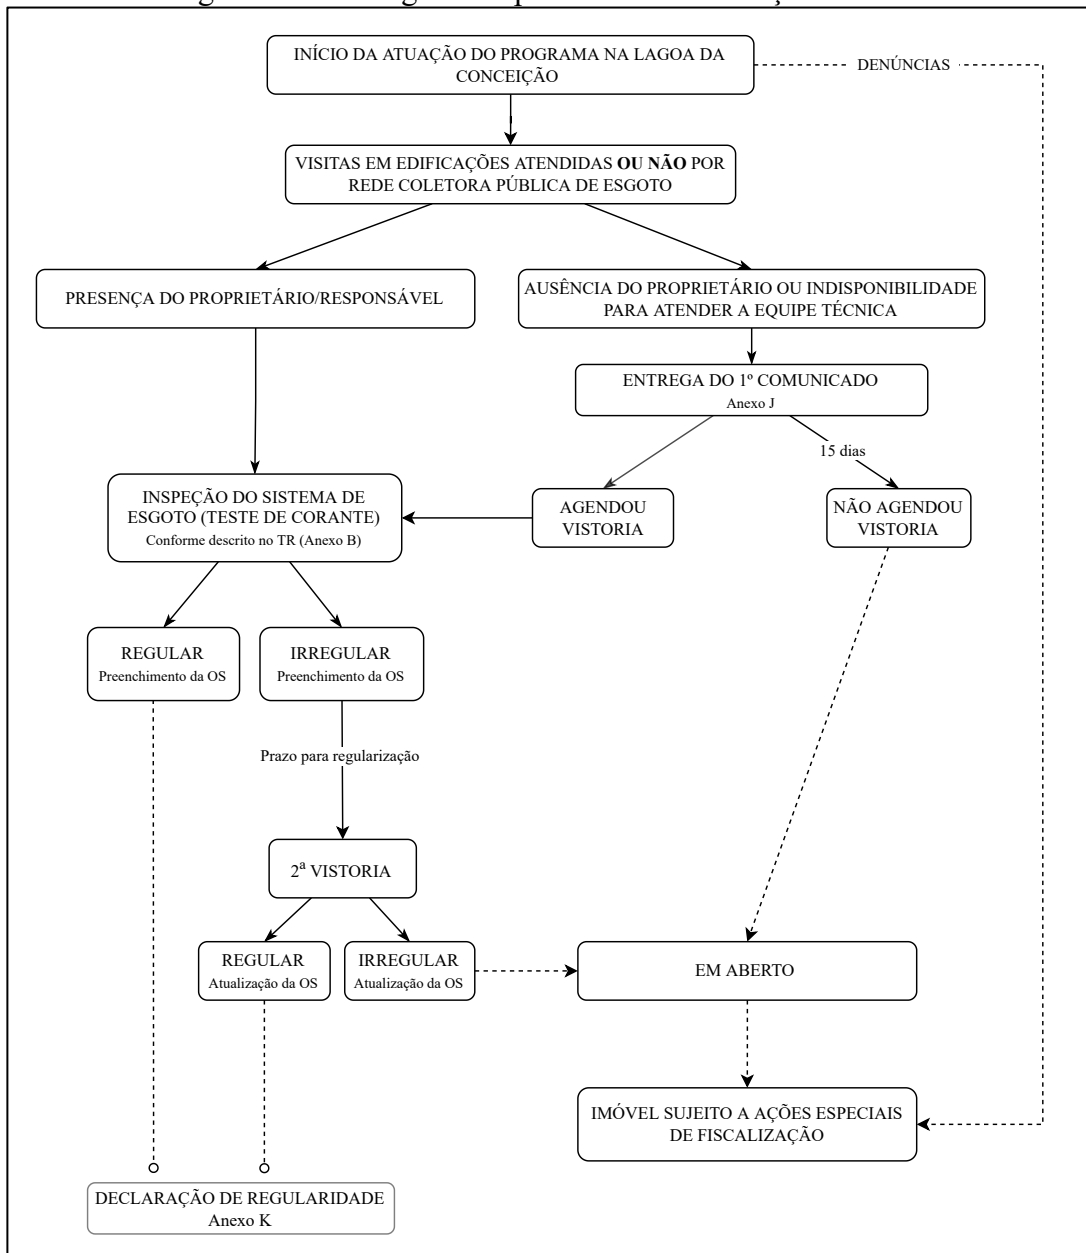 INÍCIO DA ATUAÇÃO DO PROGRAMA NA LAGOA DA
CONCEIÇÃO
DENÚNCIAS
VISITAS EM EDIFICAÇÕES ATENDIDAS OU NÃO POR
REDE COLETORA PÚBLICA DE ESGOTO
PRESENÇA DO PROPRIETÁRIO/RESPONSÁVEL
AUSÊNCIA DO PROPRIETÁRIO OU INDISPONIBILIDADE
PARA ATENDER A EQUIPE TÉCNICA
ENTREGA DO 1º COMUNICADO
Anexo J
15 dias
INSPEÇÃO DO SISTEMA DE
ESGOTO (TESTE DE CORANTE)
Conforme descrito no TR (Anexo B)
AGENDOU
VISTORIA
NÃO AGENDOU
VISTORIA
REGULAR
Preenchimento da OS
IRREGULAR
Preenchimento da OS
Prazo para regularização
2ª VISTORIA
REGULAR
Atualização da OS
IRREGULAR
Atualização da OS
EM ABERTO
IMÓVEL SUJEITO A AÇÕES ESPECIAIS
DE FISCALIZAÇÃO
DECLARAÇÃO DE REGULARIDADE
Anexo K